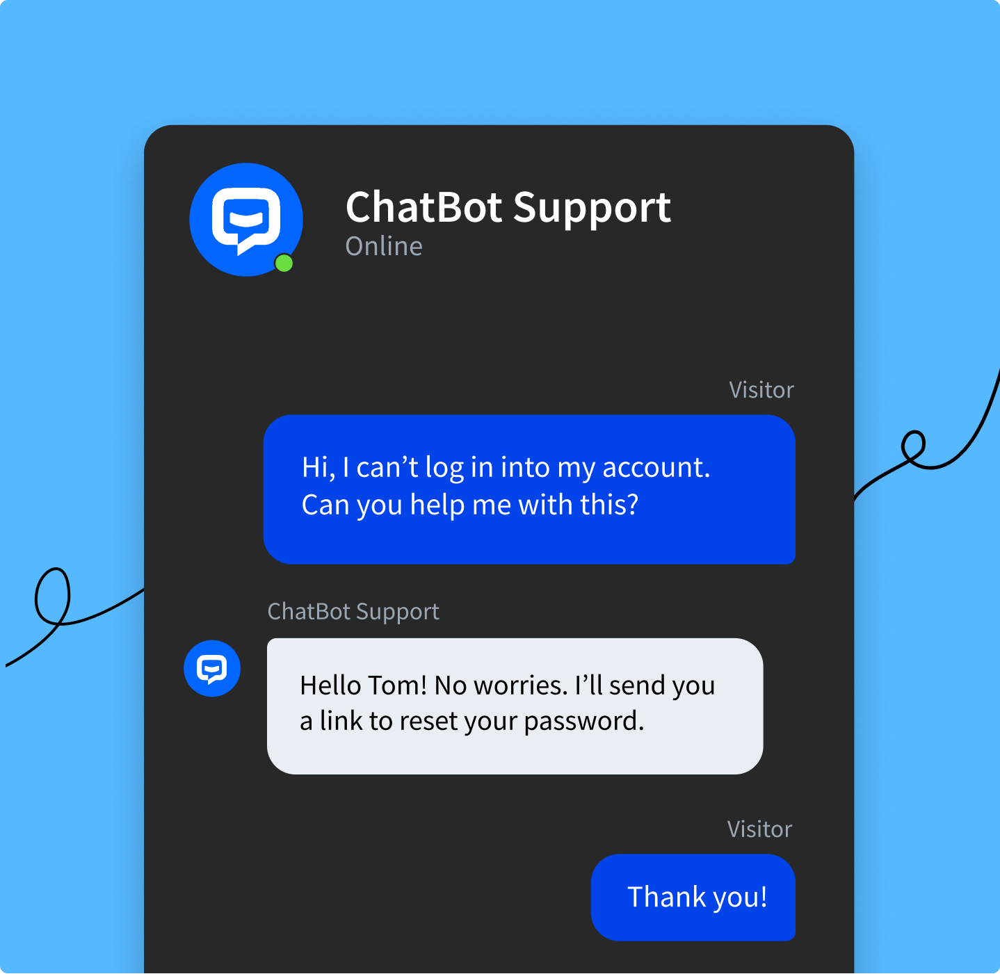 ChatBot Support
Online
Visitor
Hi, I can’t log in into my account.
Can you help me with this?
ChatBot Support
Hello Tom! No worries. I’ll send you
a link to reset your password.
Visitor
Thank you!